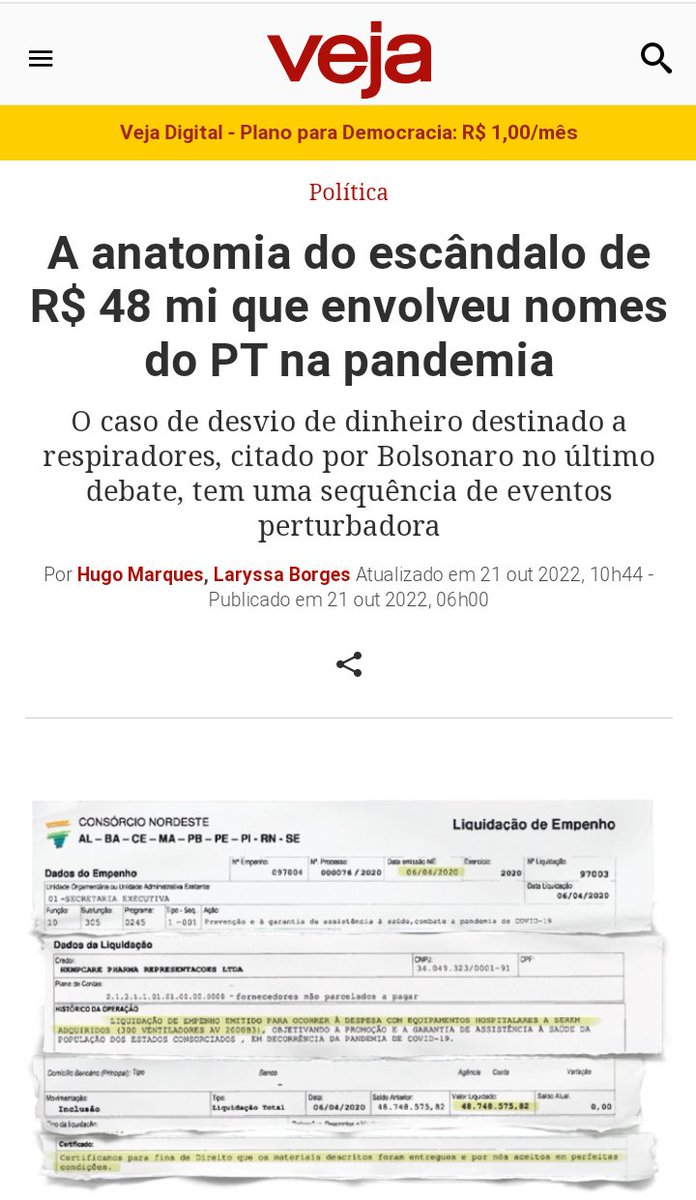 veja
Veja Digital - Plano para Democracia: R$ 1,00/mês
Política
A anatomia do escândalo de
R$ 48 mi que envolveu nomes
do PT na pandemia
O caso de desvio de dinheiro destinado a
respiradores, citado por Bolsonaro no último
debate, tem uma sequência de eventos
perturbadora
Por Hugo Marques, Laryssa Borges Atualizado em 21 out 2022, 10h44 -
Publicado em 21 out 2022, 06h00
CONSÓRCIO NORDESTE
AL – BA – CE – MA – PB – PE – PI - RN - SE
Liquidação de Empenho
Dados do Empenho
Nº Empenho: 097004
Nº Processo: 000076/2020
Data emissão NE 06/04/2020
Exercício: 2020
Nº Liquidação: 97003
Unidade Orçamentária ou Unidade Administrativa Existente
01 -SECRETARIA EXECUTIVA
Data Liquidação: 06/04/2020
Função: 10
Subfunção: 305
Programa: 0245
Tipo - Seq. 1 -001
Ação: Prevenção e à garantia de assistência à saúde,combate a pandemia de COVID-19
Dados da Liquidação
Credor: HEMPCARE PHARMA REPRESENTACOES LTDA
CNPJ: 34.049.323/0001-91
CPF:
Plano de Contas:
2.1.3.1.1.01.01.00.00.0000 - fornecedores não parcelados a pagar
HISTÓRICO DA OPERAÇÃO
LIQUIDAÇÃO DE EMPENHO EMITIDO PARA OCORRER À DESPESA COM EQUIPAMENTOS HOSPITALARES A SEREM
ADQUIRIDOS (300 VENTILADORES AV 2000B3), OBJETIVANDO A PROMOÇÃO E A GARANTIA DE ASSISTÊNCIA À SAÚDE DA
POPULAÇÃO DOS ESTADOS CONSORCIADOS , EM DECORRÊNCIA DA PANDEMIA DE COVID-19.
Domicílio Bancário (Principal): Tipo Banco Agência Conta Variação
Movimentação: Inclusão
Tipo: Liquidação Total
Data: 06/04/2020
Saldo Anterior: 48.748.575,82
Valor Liquidado: 48.748.575,82
Saldo Atual: 0,00
Certificado:
Certificamos para fins de Direito que os materiais descritos foram entregues e por nós aceitos em perfeitas
condições.